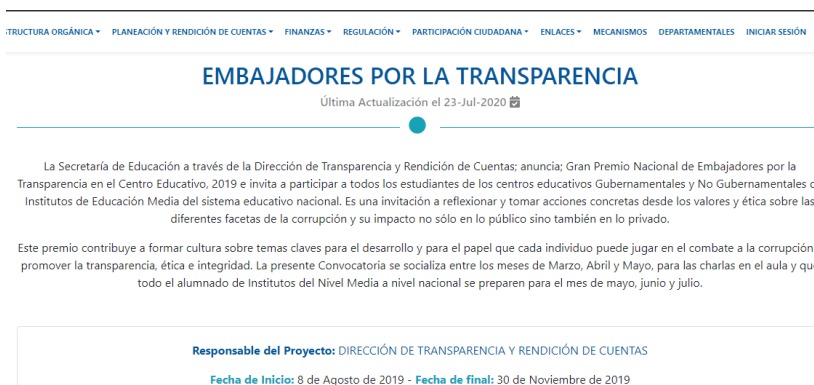 ESTRUCTURA ORGÁNICA PLANEACIÓN Y RENDICIÓN DE CUENTAS FINANZAS REGULACIÓN PARTICIPACIÓN CIUDADANA ENLACES MECANISMOS DEPARTAMENTALES INICIAR SESIÓN
EMBAJADORES POR LA TRANSPARENCIA
Última Actualización el 23-Jul-2020
La Secretaría de Educación a través de la Dirección de Transparencia y Rendición de Cuentas; anuncia; Gran Premio Nacional de Embajadores por la
Transparencia en el Centro Educativo, 2019 e invita a participar a todos los estudiantes de los centros educativos Gubernamentales y No Gubernamentales
Institutos de Educación Media del sistema educativo nacional. Es una invitación a reflexionar y tomar acciones concretas desde los valores y ética sobre las
diferentes facetas de la corrupción y su impacto no sólo en lo público sino también en lo privado.
Este premio contribuye a formar cultura sobre temas claves para el desarrollo y para el papel que cada individuo puede jugar en el combate a la corrupción
promover la transparencia, ética e integridad. La presente Convocatoria se socializa entre los meses de Marzo, Abril y Mayo, para las charlas en el aula y qu
todo el alumnado de Institutos del Nivel Media a nivel nacional se preparen para el mes de mayo, junio y julio.
Responsable del Proyecto: DIRECCIÓN DE TRANSPARENCIA Y RENDICIÓN DE CUENTAS
Fecha de Inicio: 8 de Agosto de 2019 - Fecha de final: 30 de Noviembre de 2019